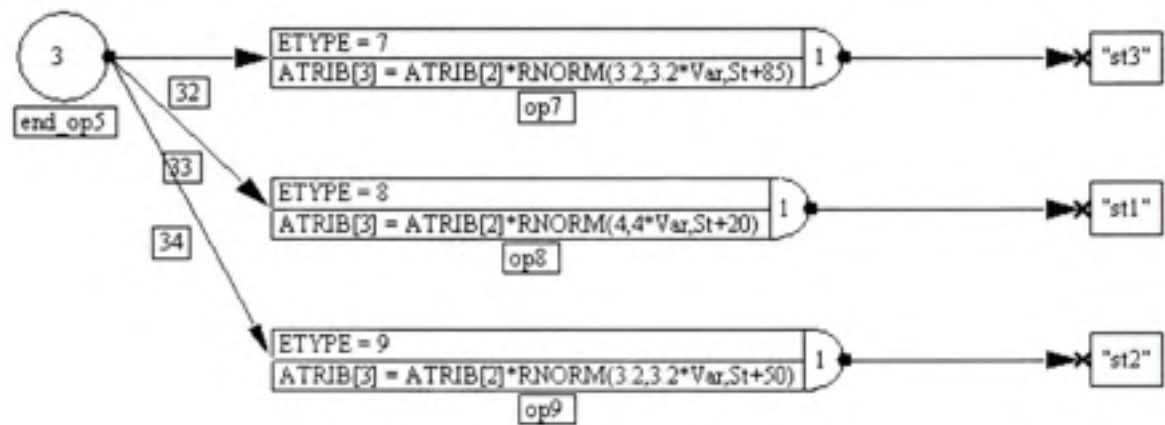 3
end_op5
32
33
34
ETYPE = 7
ATRIB[3] = ATRIB[2]*RNORM(3.2,3.2*Var,St+85)
1
op7
"st3"
ETYPE = 8
ATRIB[3] = ATRIB[2]*RNORM(4,4*Var,St+20)
1
op8
"st1"
ETYPE = 9
ATRIB[3] = ATRIB[2]*RNORM(3.2,3.2*Var,St+50)
1
op9
"st2"